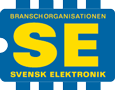 BRANSCHORGANISATIONEN
SE
SVENSK ELEKTRONIK